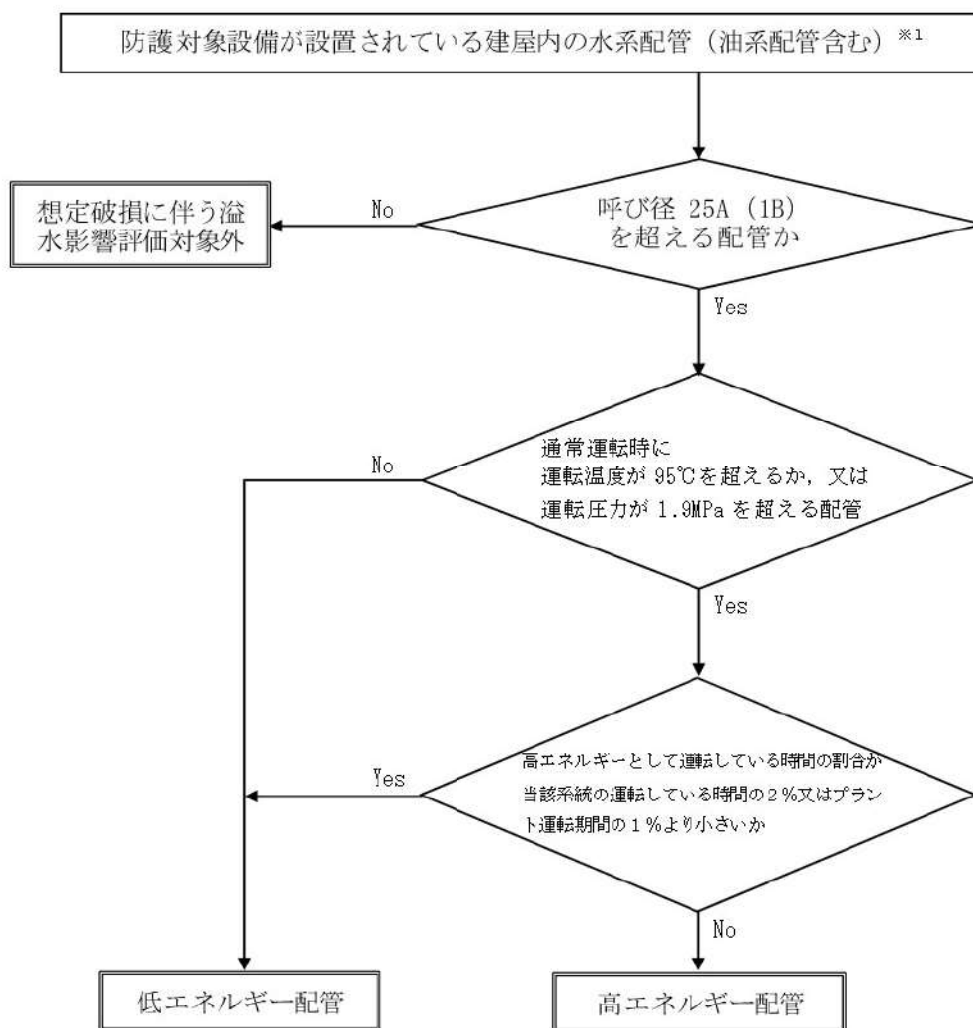 防護対象設備が設置されている建屋内の水系配管（油系配管含む）※1
呼び径 25A（1B）
を超える配管か
No
想定破損に伴う溢
水影響評価対象外
Yes
通常運転時に
運転温度が 95℃を超えるか，又は
運転圧力が 1.9MPa を超える配管
No
Yes
高エネルギーとして運転している時間の割合が
当該系統の運転している時間の２％又はプラン
ト運転期間の１％より小さいか
Yes
No
低エネルギー配管
高エネルギー配管